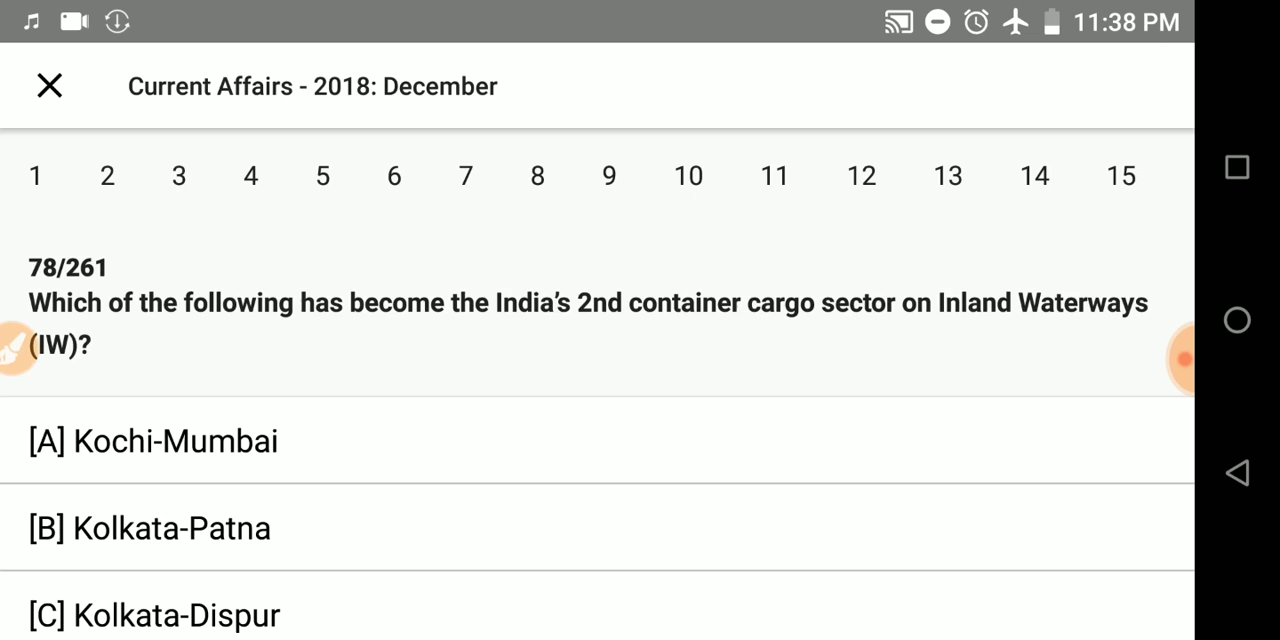 11:38 PM
Current Affairs - 2018: December
1 2 3 4 5 6 7 8 9 10 11 12 13 14 15
78/261
Which of the following has become the India’s 2nd container cargo sector on Inland Waterways
(IW)?
[A] Kochi-Mumbai
[B] Kolkata-Patna
[C] Kolkata-Dispur